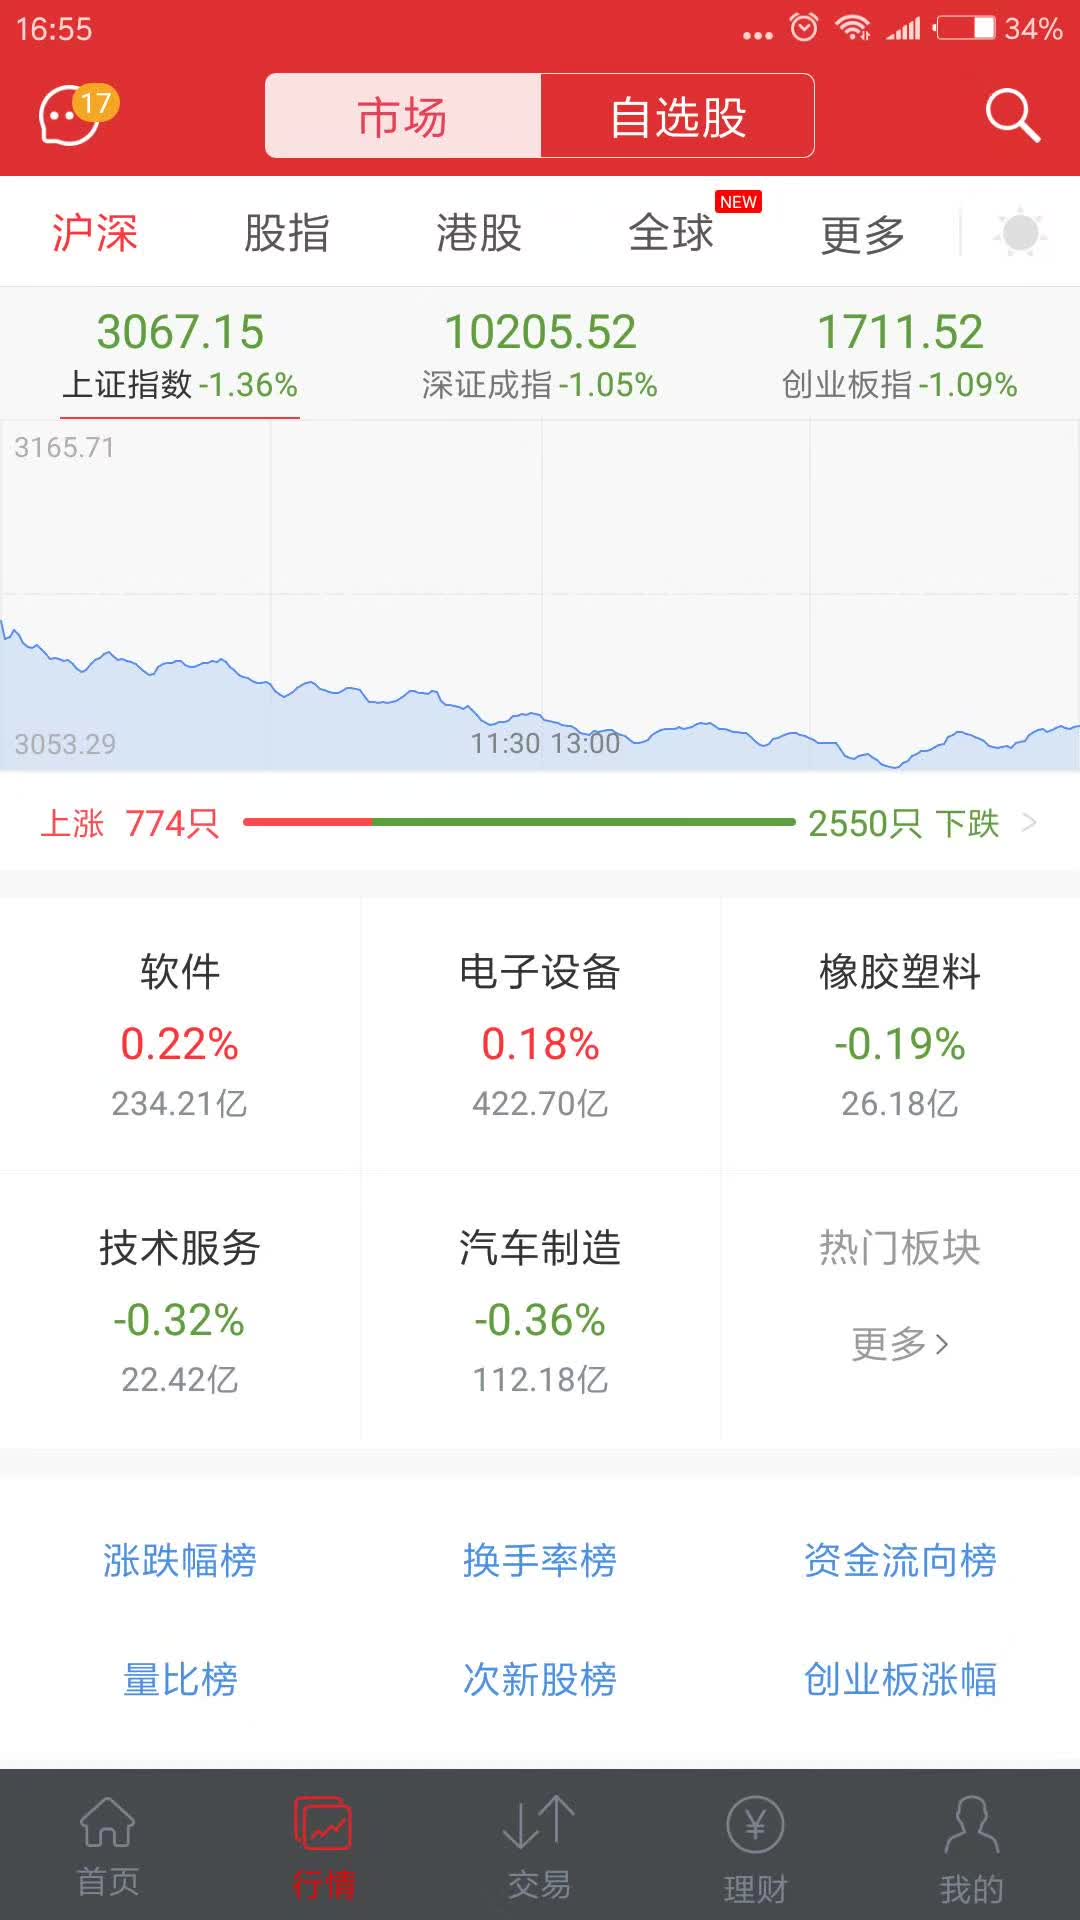 16:55 34%
17 市场 自选股
沪深 股指 港股 全球 NEW 更多
3067.15 10205.52 1711.52
上证指数 -1.36% 深证成指 -1.05% 创业板指 -1.09%
3165.71
3053.29 11:30 13:00
上涨 774只 2550只 下跌
软件 电子设备 橡胶塑料
0.22% 0.18% -0.19%
234.21亿 422.70亿 26.18亿
技术服务 汽车制造 热门板块
-0.32% -0.36% 更多
22.42亿 112.18亿
涨跌幅榜 换手率榜 资金流向榜
量比榜 次新股榜 创业板涨幅
首页 行情 交易 理财 我的